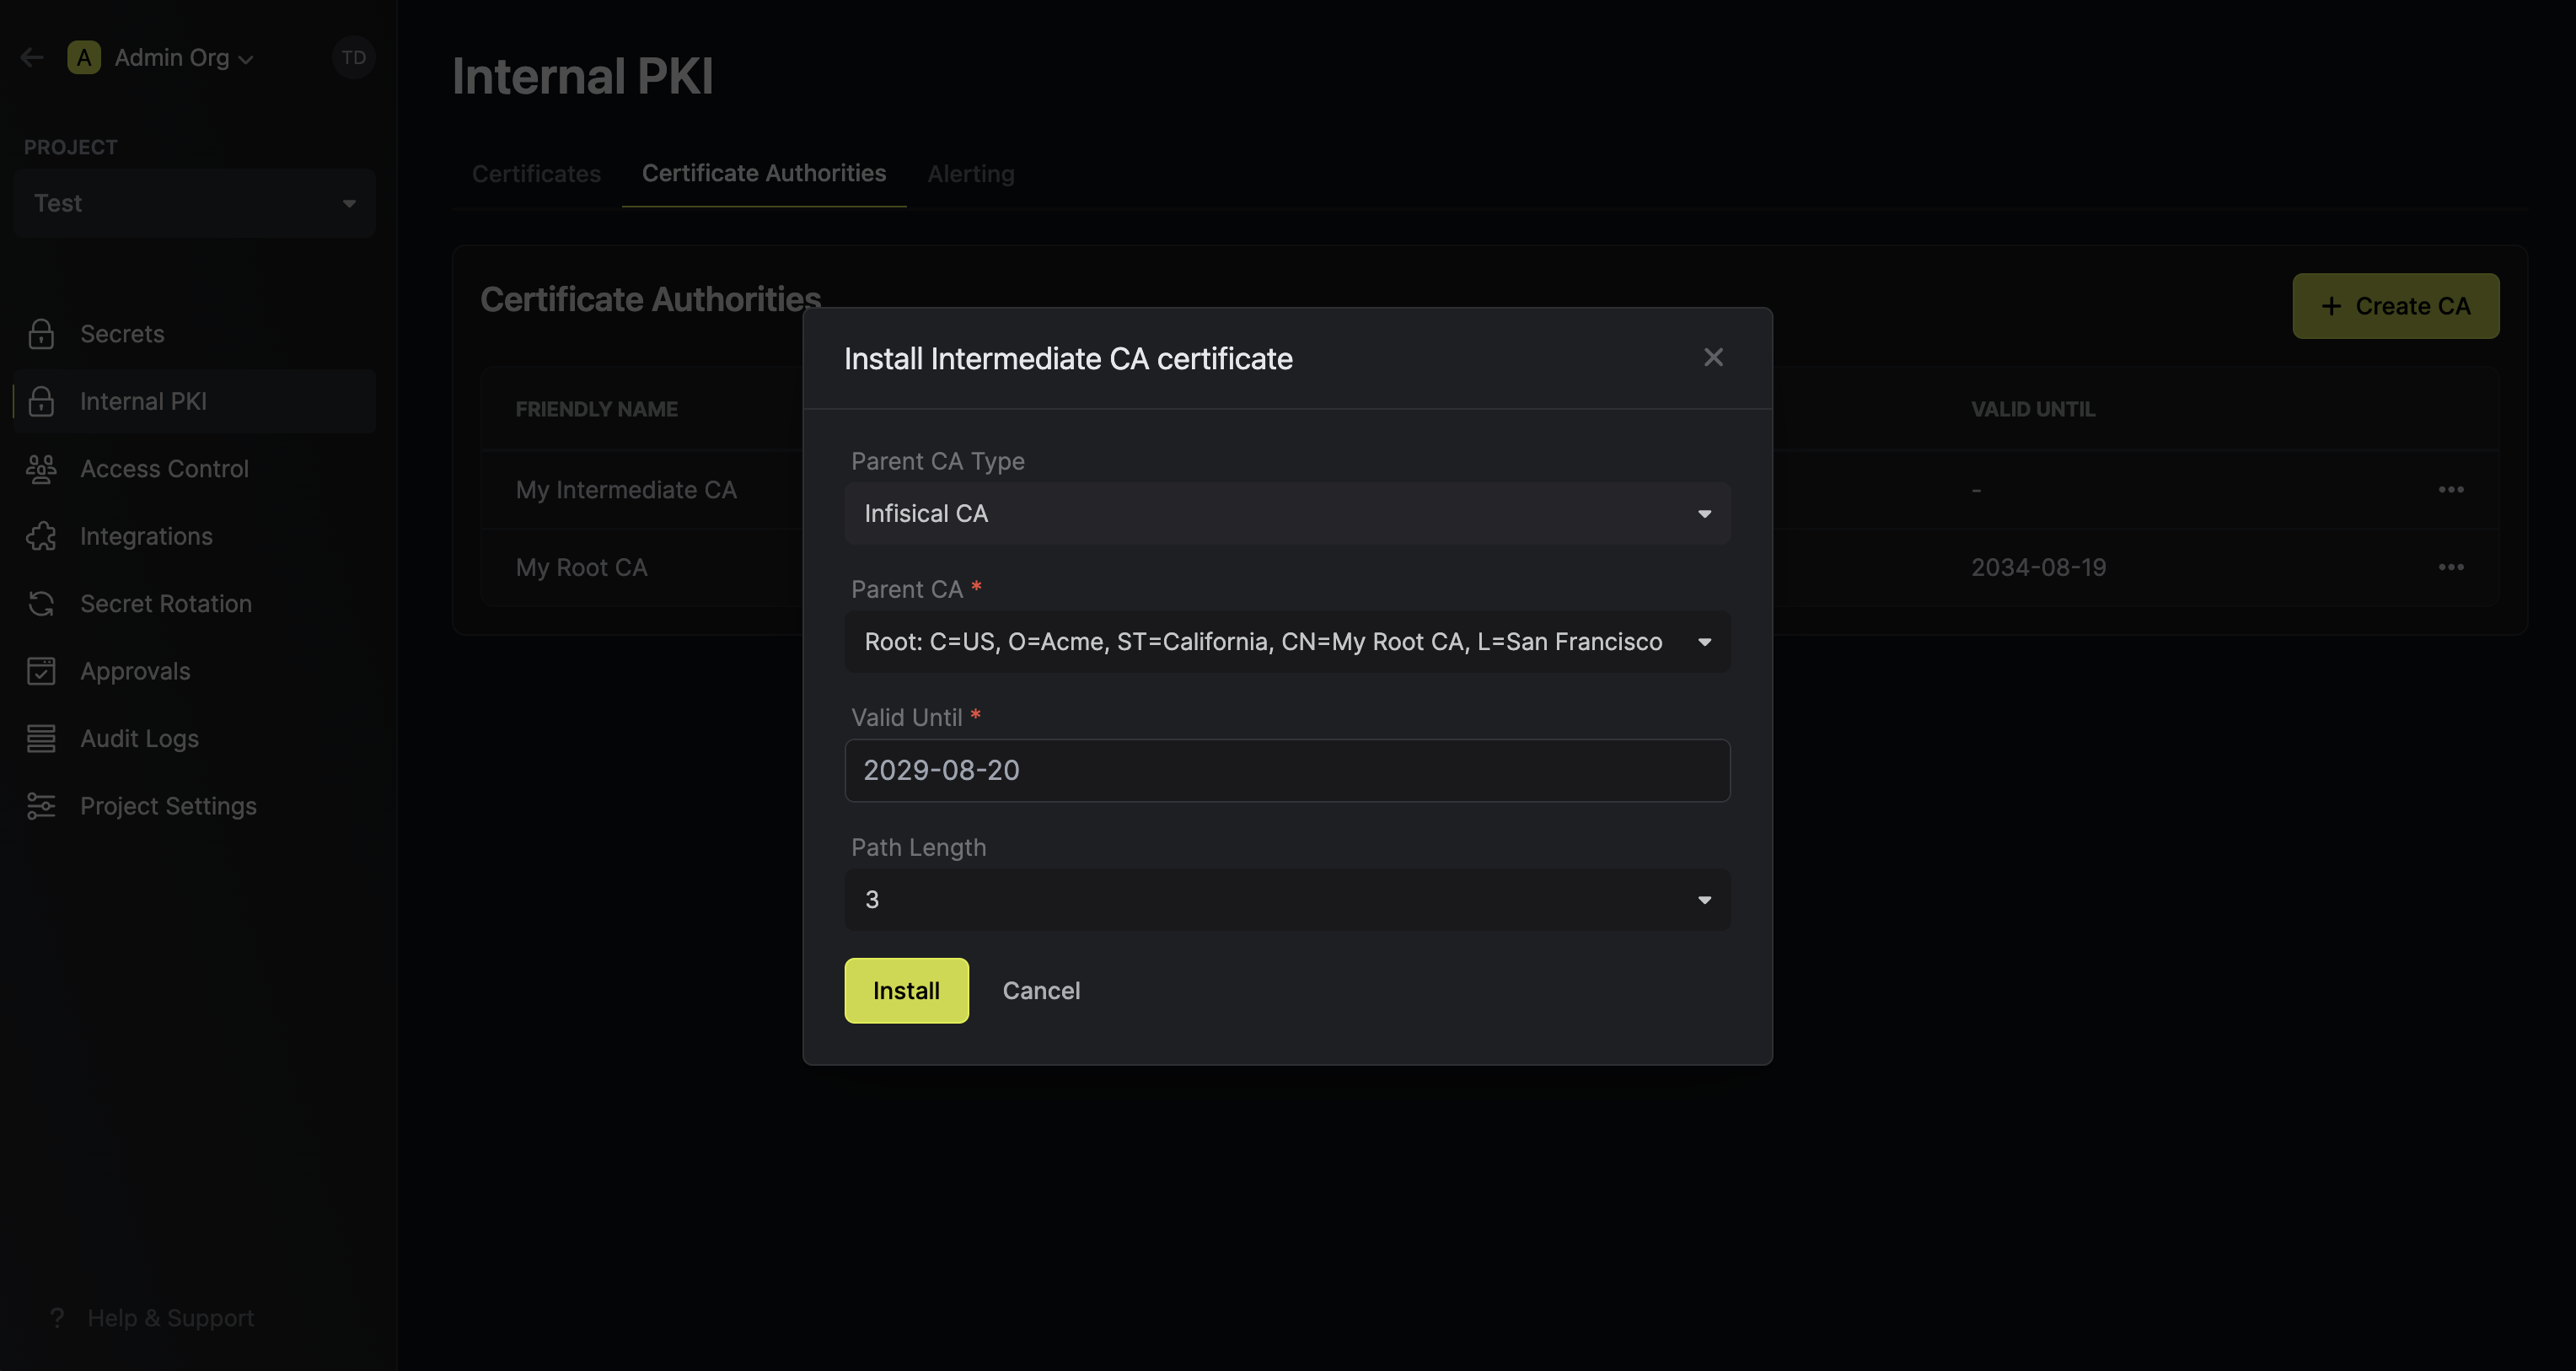 A Admin Org TD
PROJECT
Test
Secrets
Internal PKI
Access Control
Integrations
Secret Rotation
Approvals
Audit Logs
Project Settings
? Help & Support
Internal PKI
Certificates Certificate Authorities Alerting
Certificate Authorities
+ Create CA
FRIENDLY NAME VALID UNTIL
My Intermediate CA - •••
My Root CA 2034-08-19 •••
Install Intermediate CA certificate
Parent CA Type
Infisical CA
Parent CA *
Root: C=US, O=Acme, ST=California, CN=My Root CA, L=San Francisco
Valid Until *
2029-08-20
Path Length
3
Install Cancel